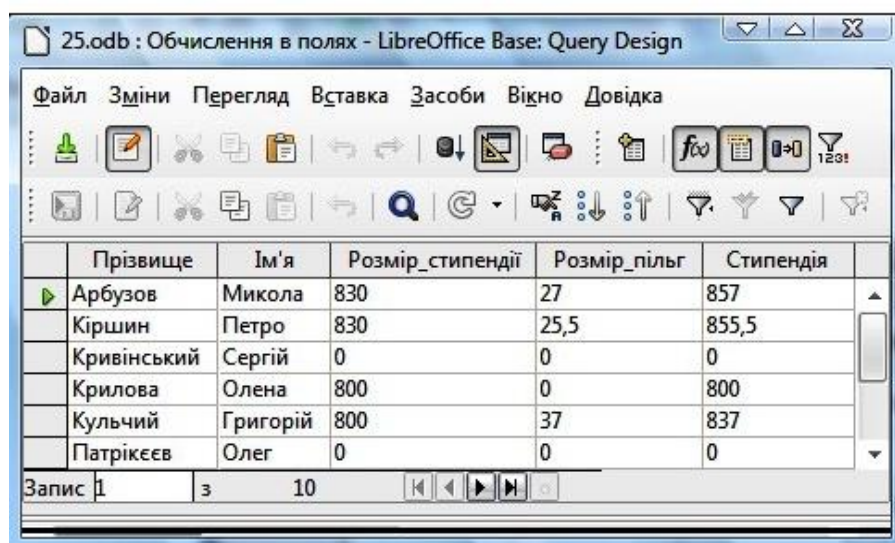 25.odb : Обчислення в полях - LibreOffice Base: Query Design
Файл Зміни Перегляд Вставка Засоби Вікно Довідка
f(x) 123!
Z A
Прізвище Ім'я Розмір_стипендії Розмір_пільг Стипендія
Арбузов Микола 830 27 857
Кіршин Петро 830 25,5 855,5
Кривінський Сергій 0 0 0
Крилова Олена 800 0 800
Кульчий Григорій 800 37 837
Патрікєєв Олег 0 0 0
Запис 1 з 10